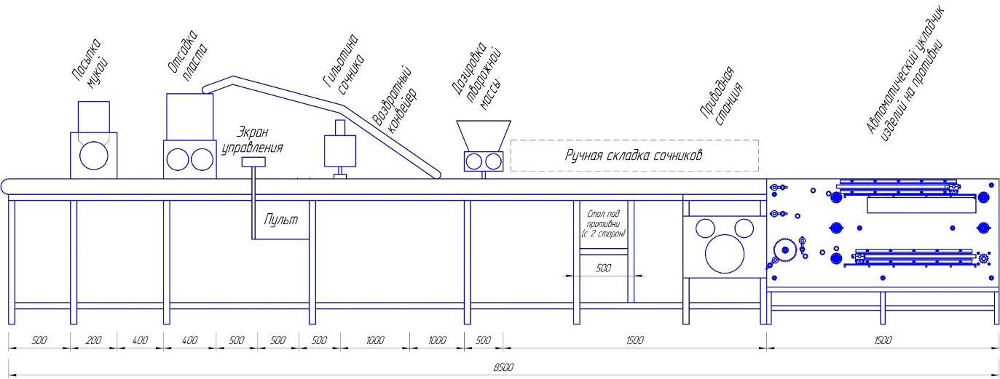 Посыпка
мукой
Отсадка
пласта
Экран
управления
Гильотина
сочника
Возвратный
конвейер
Дозировка
творожной
массы
Ручная складка сочников
Приводная
станция
Автоматический укладчик
изделий на противни
Пульт
Стол под
противни
(с 2 сторон)
500
500
200
400
400
500
500
500
1000
1000
500
1500
1500
8500